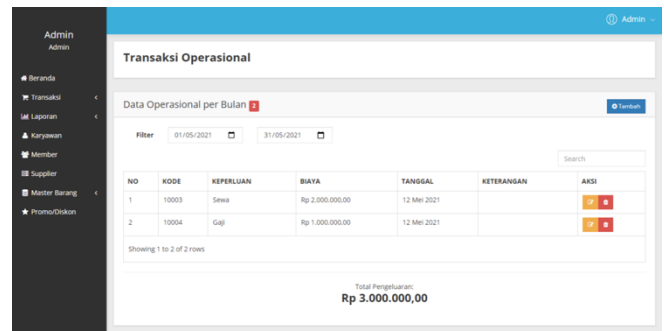 Admin
Admin
Admin
Beranda
Transaksi
Laporan
Karyawan
Member
Supplier
Master Barang
Promo/Diskon
Transaksi Operasional
Data Operasional per Bulan 2
Tambah
Filter 01/05/2021 31/05/2021
Search
NO KODE KEPERLUAN BIAYA TANGGAL KETERANGAN AKSI
1 10003 Sewa Rp 2.000.000,00 12 Mei 2021
2 10004 Gaji Rp 1.000.000,00 12 Mei 2021
Showing 1 to 2 of 2 rows
Total Pengeluaran:
Rp 3.000.000,00